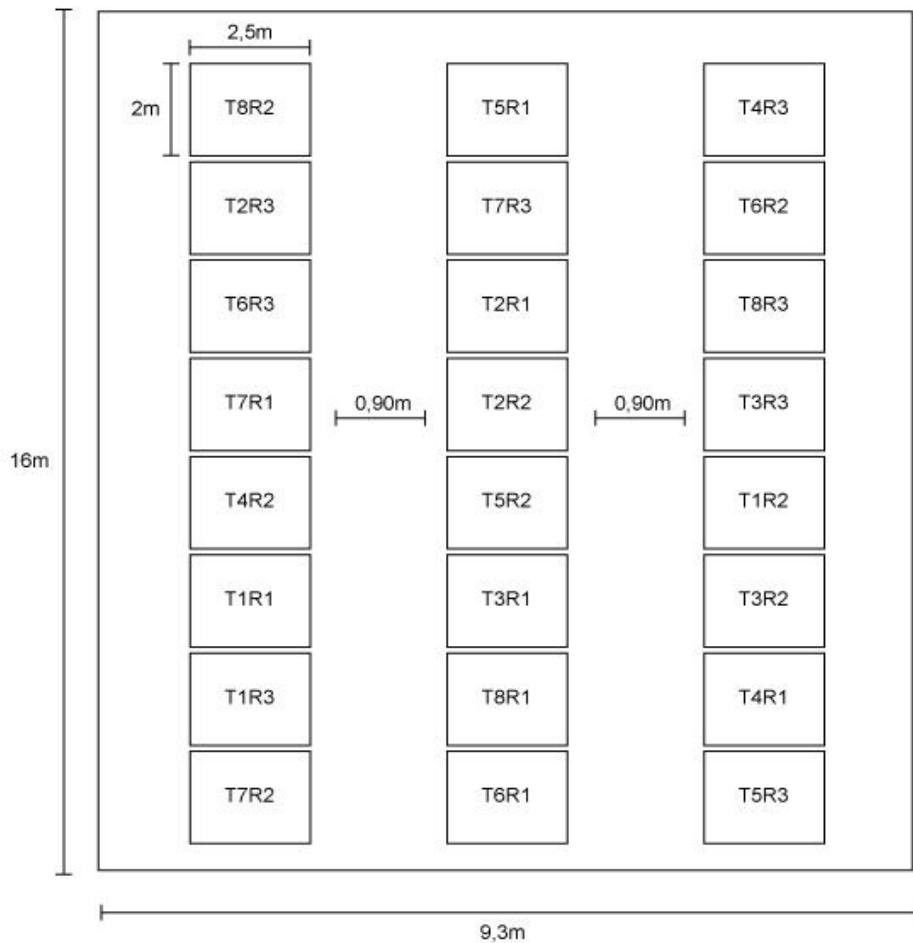 2,5m
2m
T8R2 T5R1 T4R3
T2R3 T7R3 T6R2
T6R3 T2R1 T8R3
T7R1 0,90m T2R2 0,90m T3R3
16m
T4R2 T5R2 T1R2
T1R1 T3R1 T3R2
T1R3 T8R1 T4R1
T7R2 T6R1 T5R3
9,3m